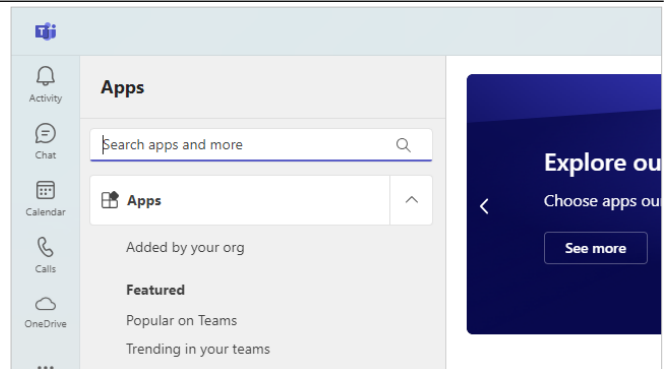 Activity
Chat
Calendar
Calls
OneDrive
Apps
Search apps and more
Apps
Added by your org
Featured
Popular on Teams
Trending in your teams
Explore ou
Choose apps ou
See more